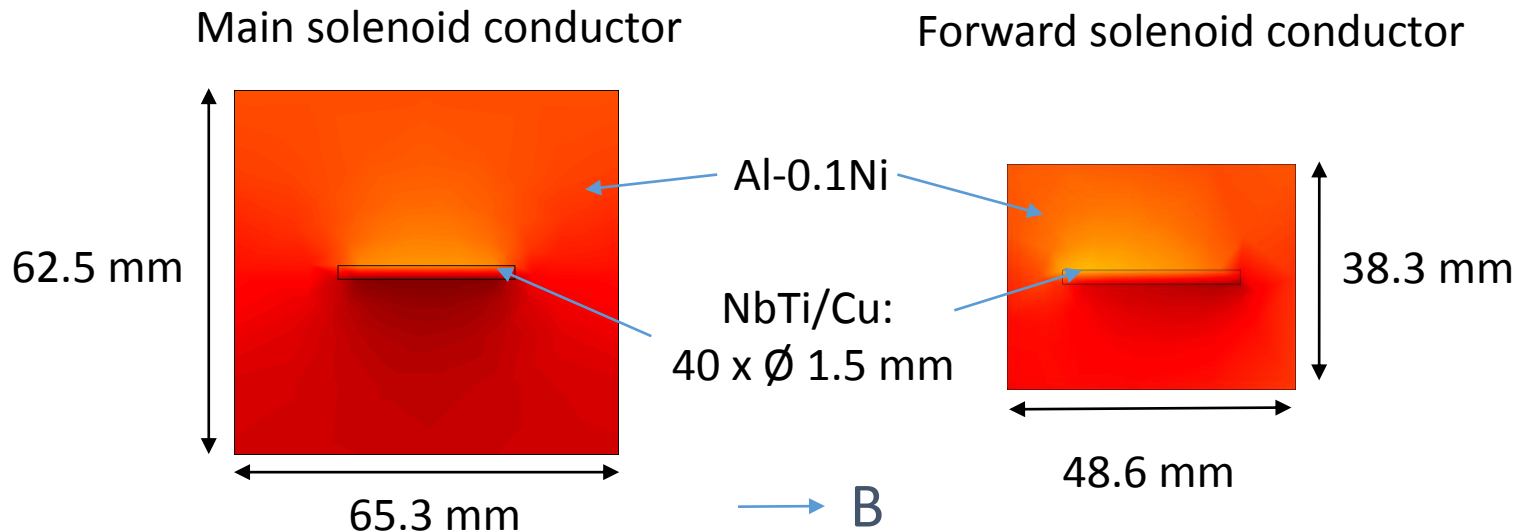 Main solenoid conductor
Forward solenoid conductor
Al-0.1Ni
62.5 mm
38.3 mm
NbTi/Cu:
40 x Ø 1.5 mm
48.6 mm
65.3 mm
B